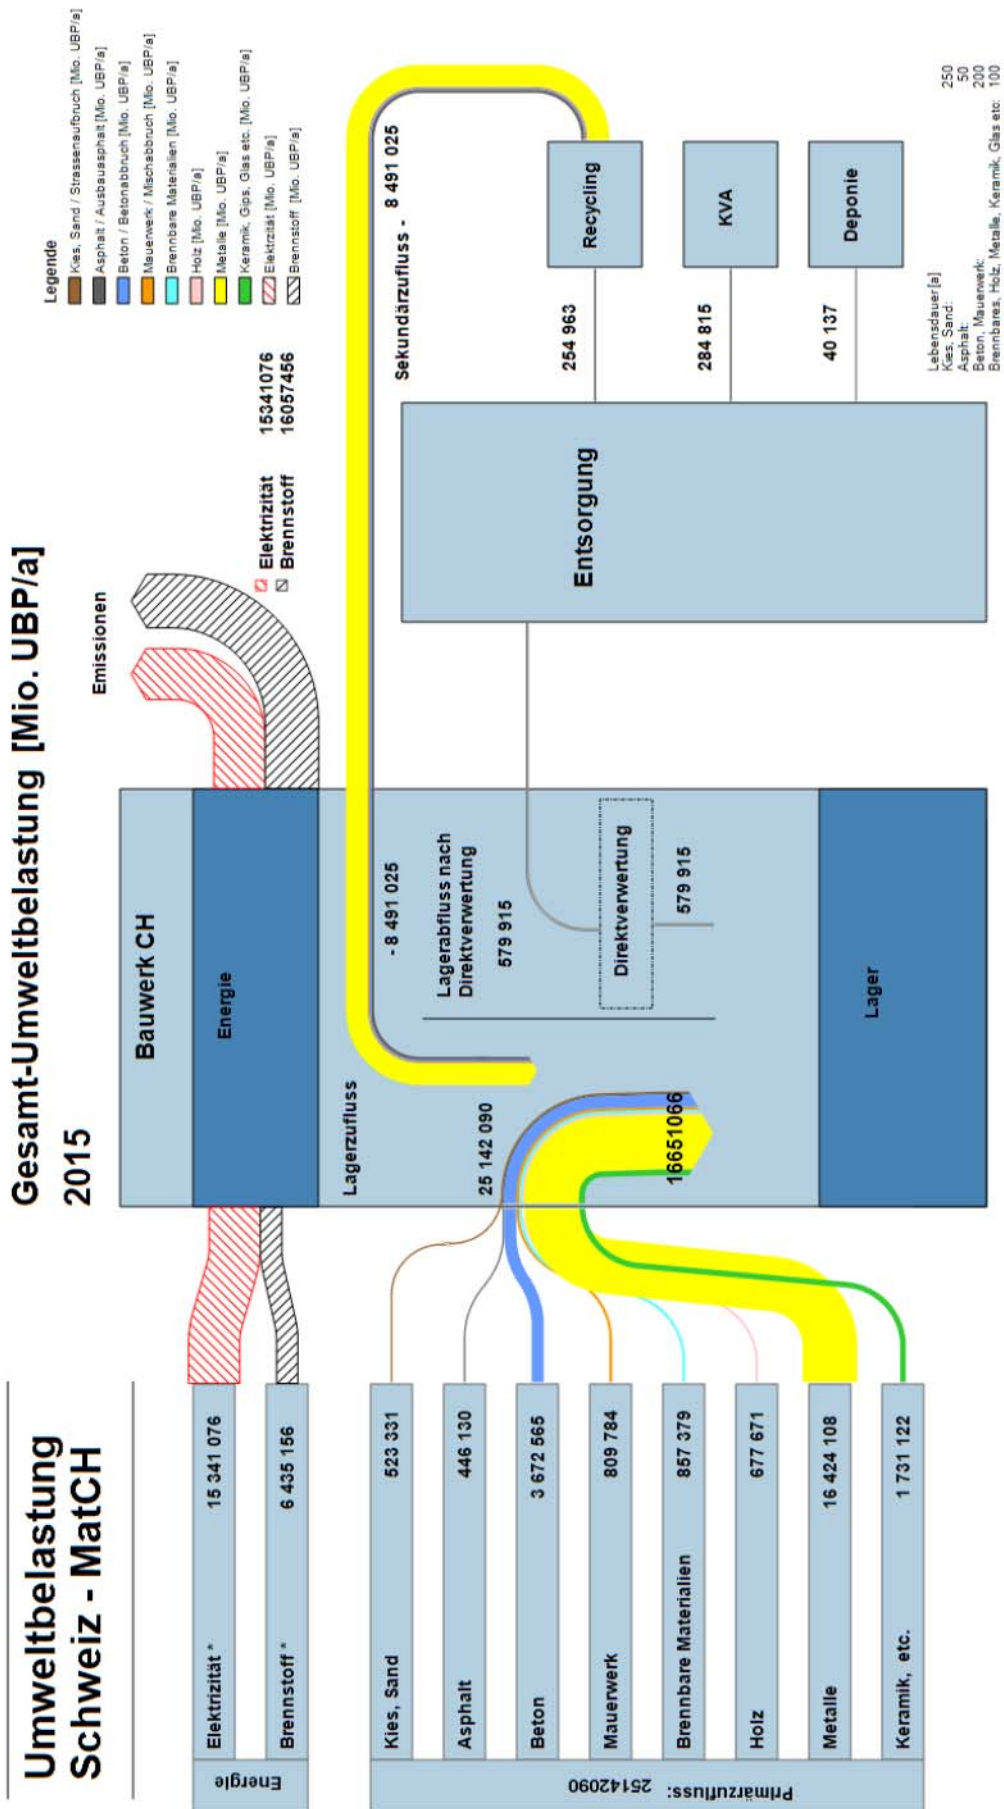 Gesamt-Umweltbelastung [Mio. UBP/a]
2015
Umweltbelastung
Schweiz - MatCH
Legende
Kies, Sand / Strassenaufbruch [Mio. UBP/a]
Asphalt / Ausbauasphalt [Mio. UBP/a]
Beton / Betonabbruch [Mio. UBP/a]
Mauerwerk / Mischabbruch [Mio. UBP/a]
Brennbare Materialien [Mio. UBP/a]
Holz [Mio. UBP/a]
Metalle [Mio. UBP/a]
Keramik, Gips, Glas etc. [Mio. UBP/a]
Elektrzität [Mio. UBP/a]
Brennstoff [Mio. UBP/a]
Emissionen
Elektrizität 15341076
Brennstoff 16057456
Energie
Elektrizität * 15 341 076
Brennstoff * 6 435 156
Bauwerk CH
Energie
Primärzufluss: 25142090
Kies, Sand 523 331
Asphalt 446 130
Beton 3 672 565
Mauerwerk 809 784
Brennbare Materialien 857 379
Holz 677 671
Metalle 16 424 108
Keramik, etc. 1 731 122
Lagerzufluss
25 142 090
16651066
- 8 491 025
Lagerabfluss nach
Direktverwertung
579 915
Direktverwertung
579 915
Lager
Sekundärzufluss - 8 491 025
Entsorgung
254 963
Recycling
284 815
KVA
40 137
Deponie
Lebensdauer [a]
Kies, Sand: 250
Asphalt: 50
Beton, Mauerwerk: 200
Brennbares, Holz, Metalle, Keramik, Glas etc: 100